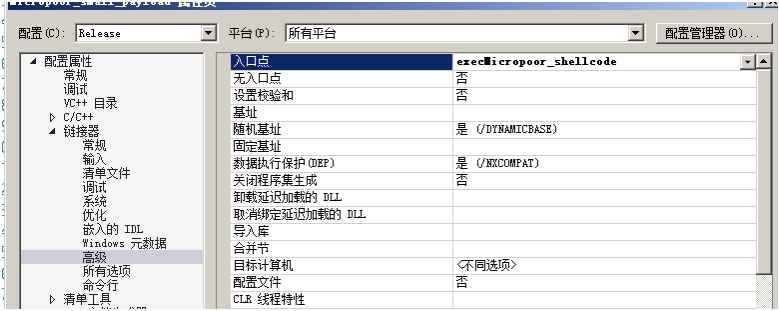 micropoor_small_payload 属性页
配置(C): Release 平台(P): 所有平台 配置管理器(O)...
配置属性
常规
调试
VC++ 目录
C/C++
链接器
常规
输入
清单文件
调试
系统
优化
嵌入的 IDL
Windows 元数据
高级
所有选项
命令行
清单工具
入口点 execMicropoor_shellcode
无入口点 否
设置校验和 否
基址
随机基址 是 (/DYNAMICBASE)
固定基址
数据执行保护(DEP) 是 (/NXCOMPAT)
关闭程序集生成 否
卸载延迟加载的 DLL
取消绑定延迟加载的 DLL
导入库
合并节
目标计算机 <不同选项>
配置文件 否
CLR 线程特性